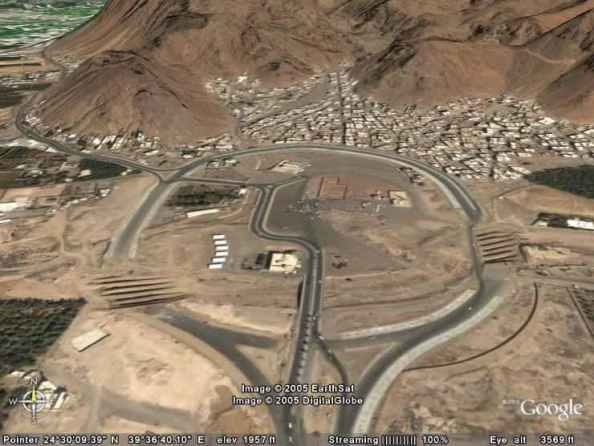 Image © 2005 EarthSat
Image © 2005 DigitalGlobe
©2005 Google
N
Pointer 24°30'09.39" N 39°36'40.10" E elev 1957 ft Streaming ||||||||| 100% Eye alt 3569 ft